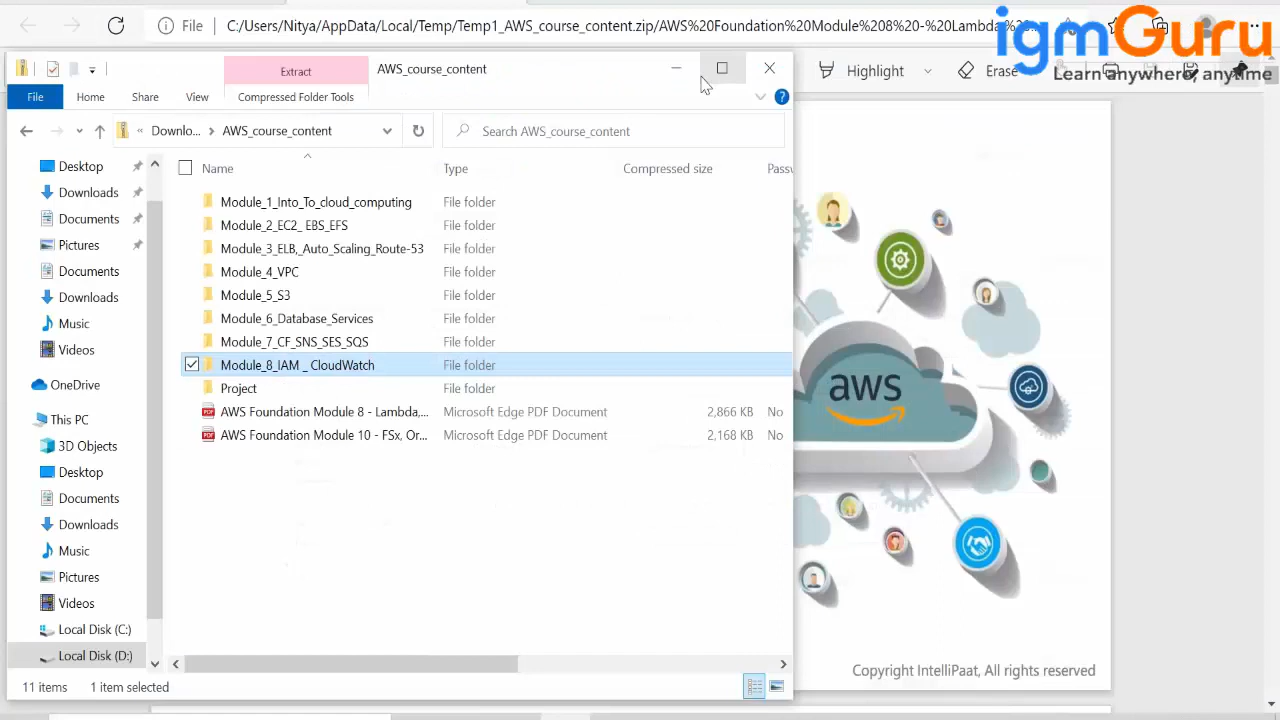 File
C:/Users/Nitya/AppData/Local/Temp/Temp1_AWS_course_content.zip/AWS%20Foundation%20Module%208%20-%20Lambda,
igmGuru
Learn anywhere, anytime
Extract
AWS_course_content
Highlight
Erase
File
Home
Share
View
Compressed Folder Tools
« Downlo... AWS_course_content
Search AWS_course_content
Name
Type
Compressed size
Passw
Desktop
Downloads
Documents
Pictures
Documents
Downloads
Music
Videos
OneDrive
This PC
3D Objects
Desktop
Documents
Downloads
Music
Pictures
Videos
Local Disk (C:)
Local Disk (D:)
Module_1_Into_To_cloud_computing File folder
Module_2_EC2_ EBS_EFS File folder
Module_3_ELB,_Auto_Scaling_Route-53 File folder
Module_4_VPC File folder
Module_5_S3 File folder
Module_6_Database_Services File folder
Module_7_CF_SNS_SES_SQS File folder
Module_8_IAM _ CloudWatch File folder
Project File folder
AWS Foundation Module 8 - Lambda,... Microsoft Edge PDF Document 2,866 KB No
AWS Foundation Module 10 - FSx, Or... Microsoft Edge PDF Document 2,168 KB No
aws
Copyright IntelliPaat, All rights reserved
11 items
1 item selected